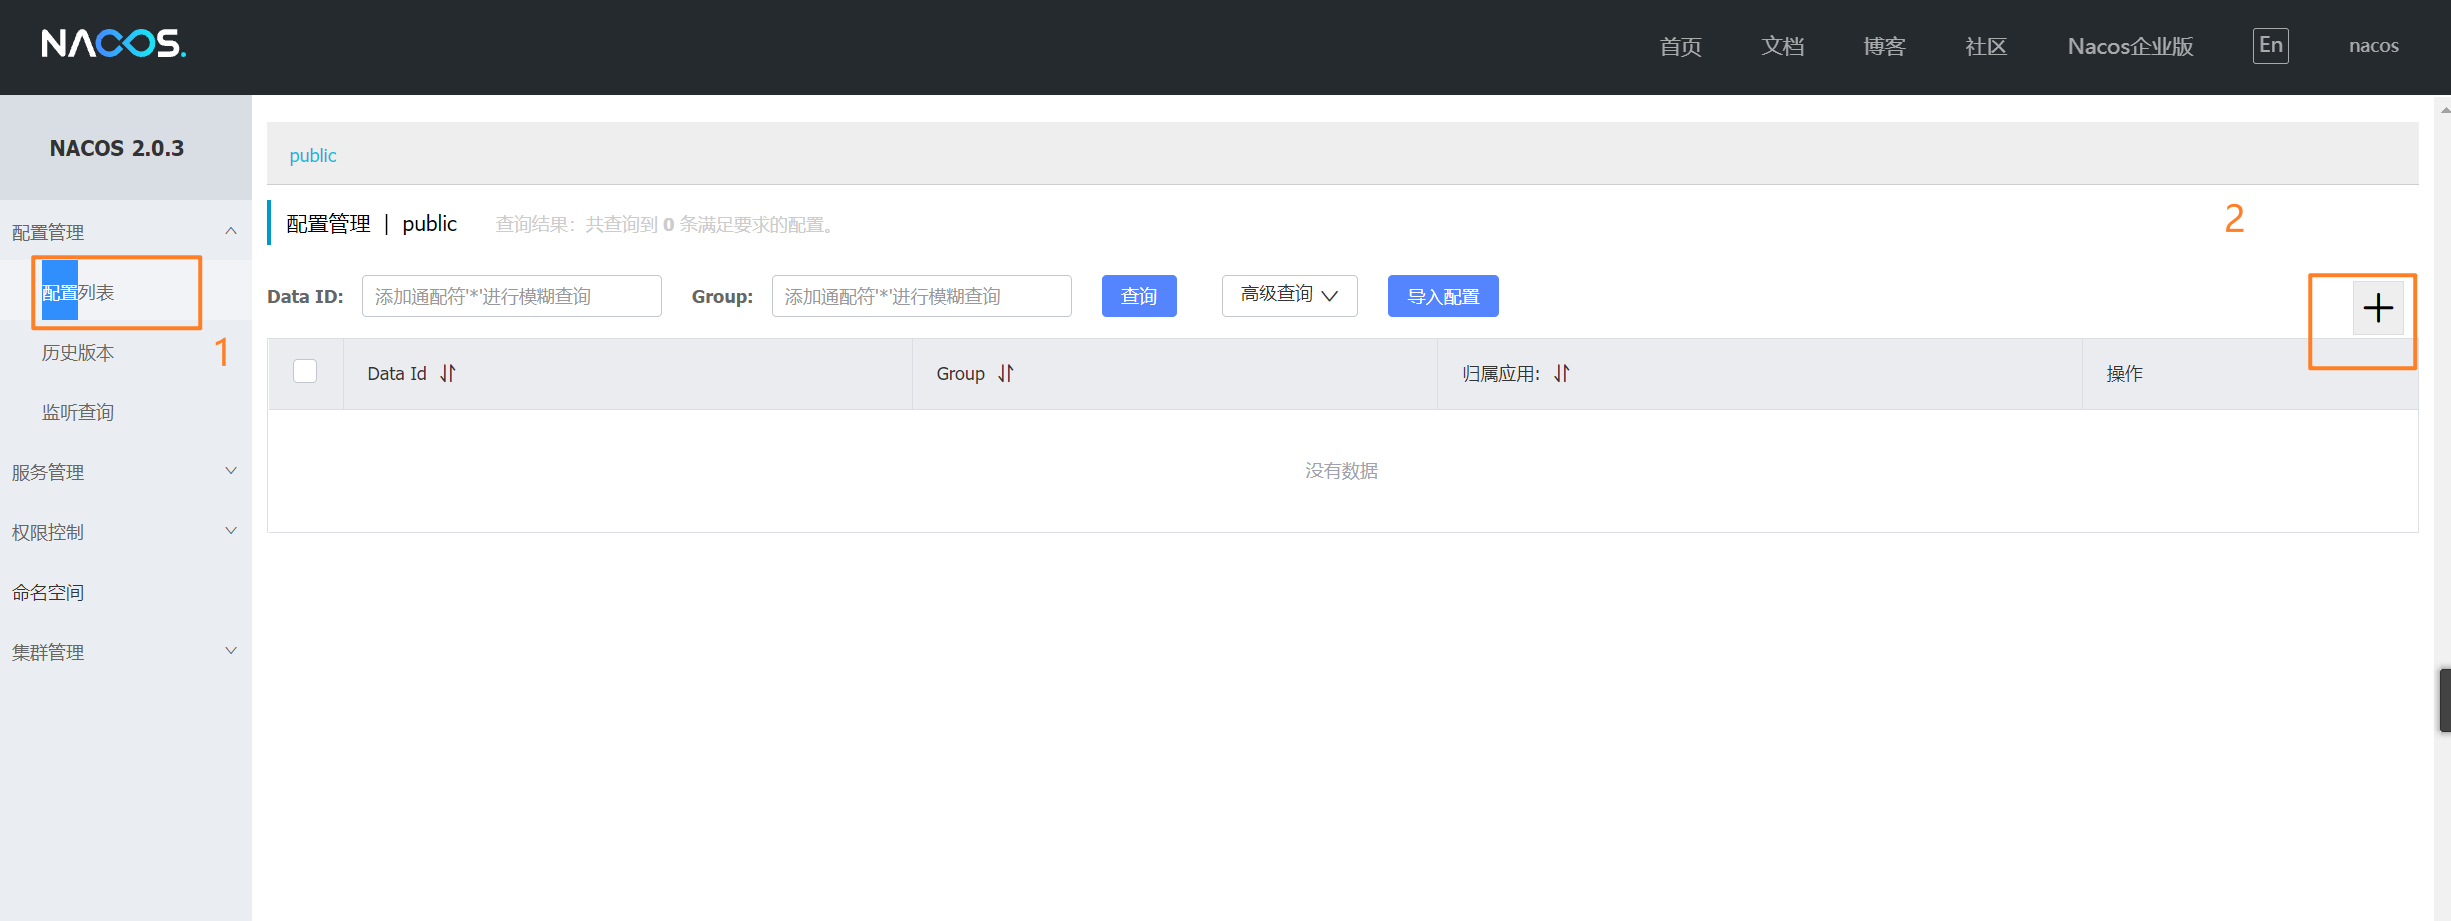 NACOS.
首页 文档 博客 社区 Nacos企业版 En nacos
NACOS 2.0.3
配置管理
配置列表
1
历史版本
监听查询
服务管理
权限控制
命名空间
集群管理
public
配置管理 | public 查询结果：共查询到 0 条满足要求的配置。
2
Data ID: 添加通配符'*'进行模糊查询 Group: 添加通配符'*'进行模糊查询 查询 高级查询 导入配置
Data Id Group 归属应用: 操作
没有数据